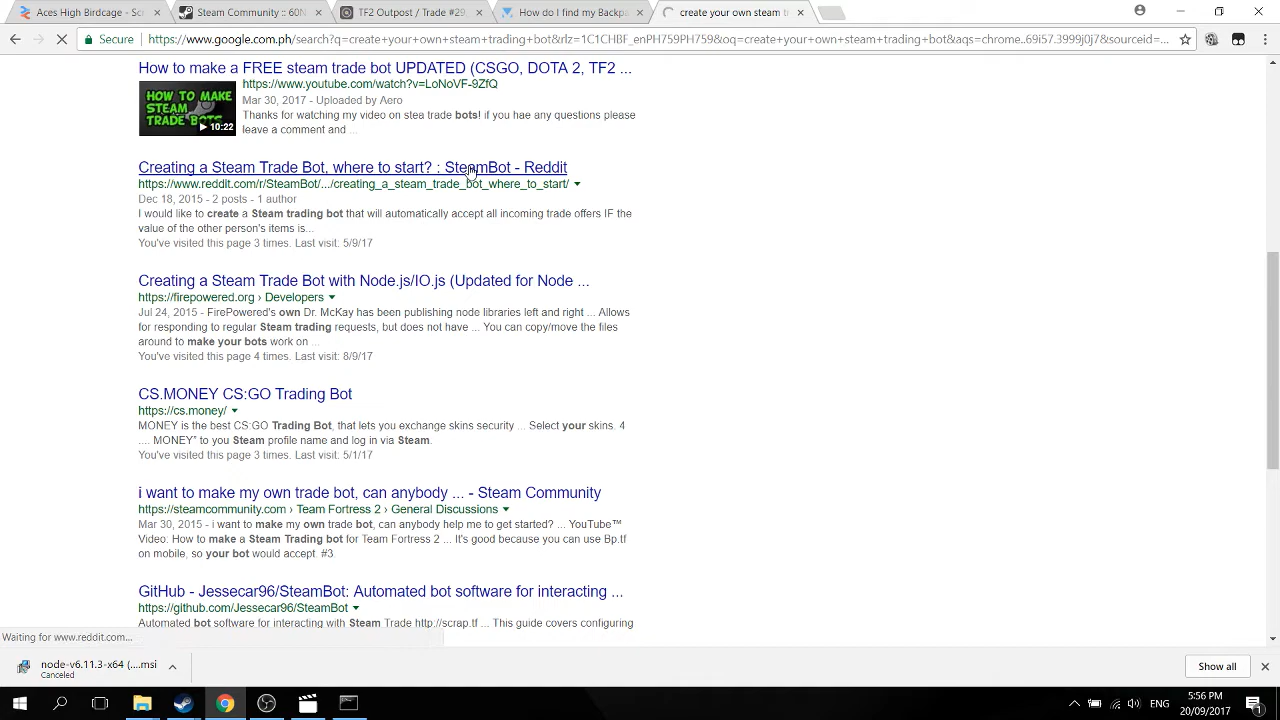 Aces High Birdcage - Sc
Steam Community :: 60N
TF2 Outpost / Trade #29,
How do I find my Backp
create your own steam t
Secure
https://www.google.com.ph/search?q=create+your+own+steam+trading+bot&rlz=1C1CHBF_enPH759PH759&oq=create+your+own+steam+trading+bot&aqs=chrome..69i57.3999j0j7&sourceid=...
How to make a FREE steam trade bot UPDATED (CSGO, DOTA 2, TF2 ...
https://www.youtube.com/watch?v=LoNoVF-9ZfQ
Mar 30, 2017 - Uploaded by Aero
Thanks for watching my video on stea trade bots! if you hae any questions please
leave a comment and ...
HOW TO MAKE
STEAM
TRADE BOTS
10:22
Creating a Steam Trade Bot, where to start? : SteamBot - Reddit
https://www.reddit.com/r/SteamBot/.../creating_a_steam_trade_bot_where_to_start/
Dec 18, 2015 - 2 posts - 1 author
I would like to create a Steam trading bot that will automatically accept all incoming trade offers IF the
value of the other person's items is...
You've visited this page 3 times. Last visit: 5/9/17
Creating a Steam Trade Bot with Node.js/IO.js (Updated for Node ...
https://firepowered.org › Developers
Jul 24, 2015 - FirePowered's own Dr. McKay has been publishing node libraries left and right ... Allows
for responding to regular Steam trading requests, but does not have ... You can copy/move the files
around to make your bots work on ...
You've visited this page 4 times. Last visit: 8/9/17
CS.MONEY CS:GO Trading Bot
https://cs.money/
MONEY is the best CS:GO Trading Bot, that lets you exchange skins security ... Select your skins. 4
.... MONEY" to you Steam profile name and log in via Steam.
You've visited this page 3 times. Last visit: 5/1/17
i want to make my own trade bot, can anybody ... - Steam Community
https://steamcommunity.com › Team Fortress 2 › General Discussions
Mar 30, 2015 - i want to make my own trade bot, can anybody help me to get started? ... YouTube™
Video: How to make a Steam Trading bot for Team Fortress 2 ... It's good because you can use Bp.tf
on mobile, so your bot would accept. #3
GitHub - Jessecar96/SteamBot: Automated bot software for interacting ...
https://github.com/Jessecar96/SteamBot
Automated bot software for interacting with Steam Trade http://scrap.tf ... This guide covers configuring
Waiting for www.reddit.com...
node-v6.11.3-x64 (....msi
Canceled
Show all
ENG
5:56 PM
20/09/2017
1